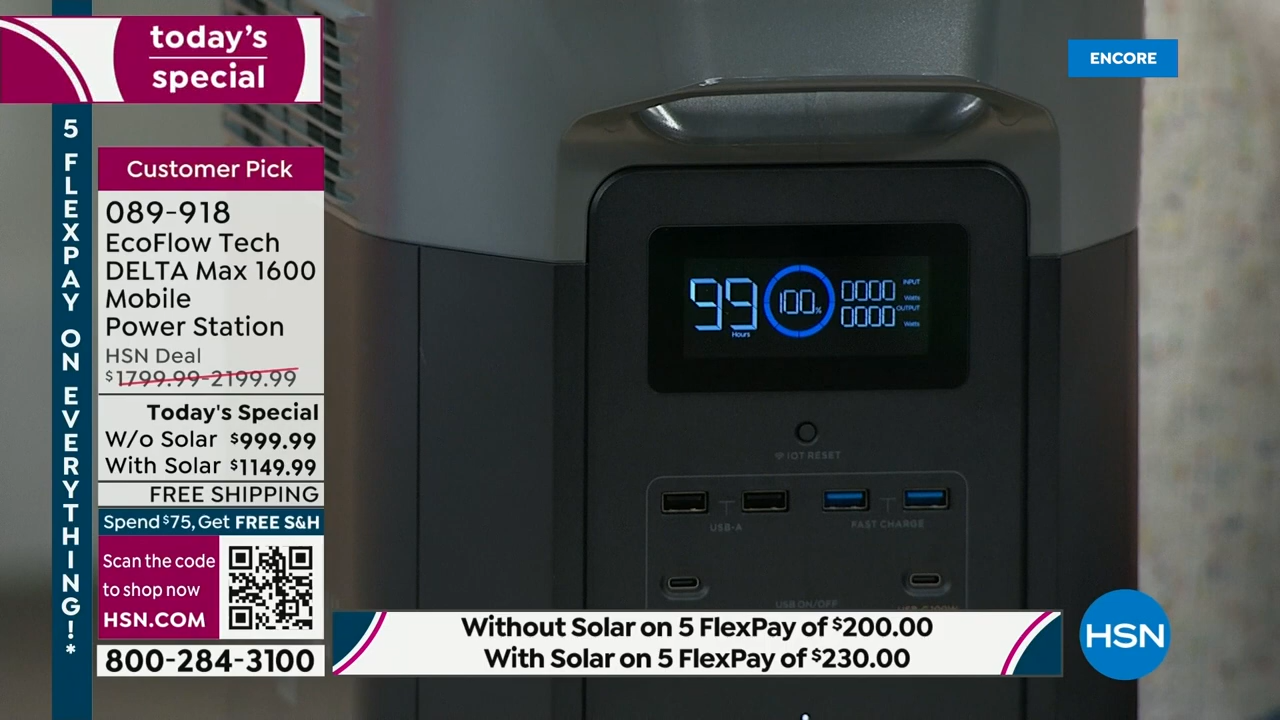 today's
special
ENCORE
5 FLEXPAY ON EVERYTHING!*
Customer Pick
089-918
EcoFlow Tech
DELTA Max 1600
Mobile
Power Station
HSN Deal
$1799.99-2199.99
Today's Special
W/o Solar $999.99
With Solar $1149.99
FREE SHIPPING
Spend $75, Get FREE S&H
Scan the code
to shop now
HSN.COM
800-284-3100
99
Hours
100%
0000
INPUT
Watts
0000
OUTPUT
Watts
IOT RESET
USB-A
FAST CHARGE
USB ON/OFF
Without Solar on 5 FlexPay of $200.00
With Solar on 5 FlexPay of $230.00
HSN